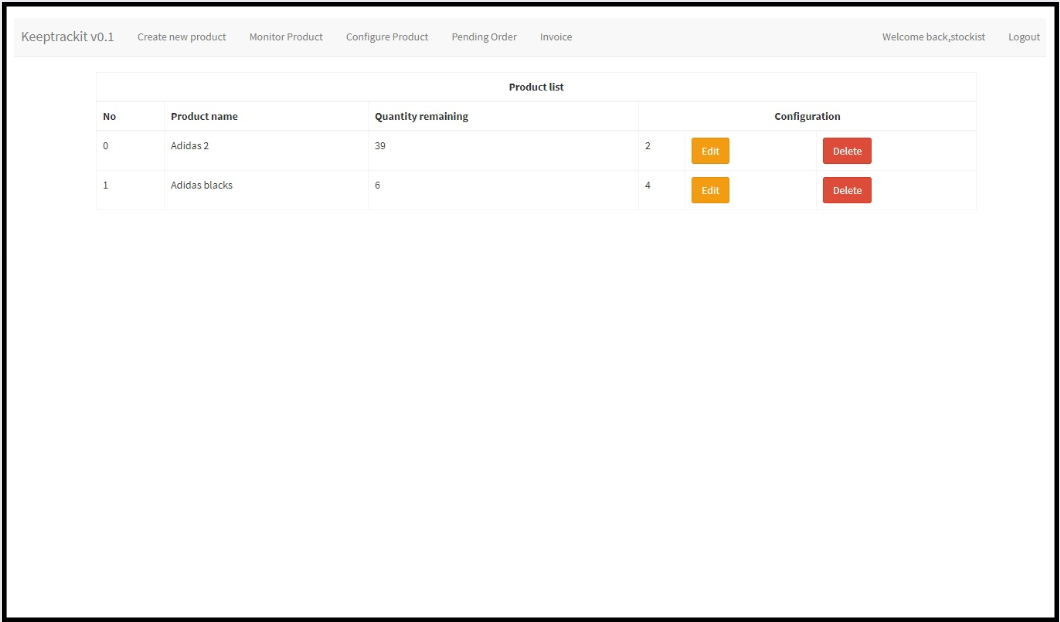 Keeptrackit v0.1 Create new product Monitor Product Configure Product Pending Order Invoice Welcome back,stockist Logout
Product list
No Product name Quantity remaining Configuration
0 Adidas 2 39 2 Edit Delete
1 Adidas blacks 6 4 Edit Delete